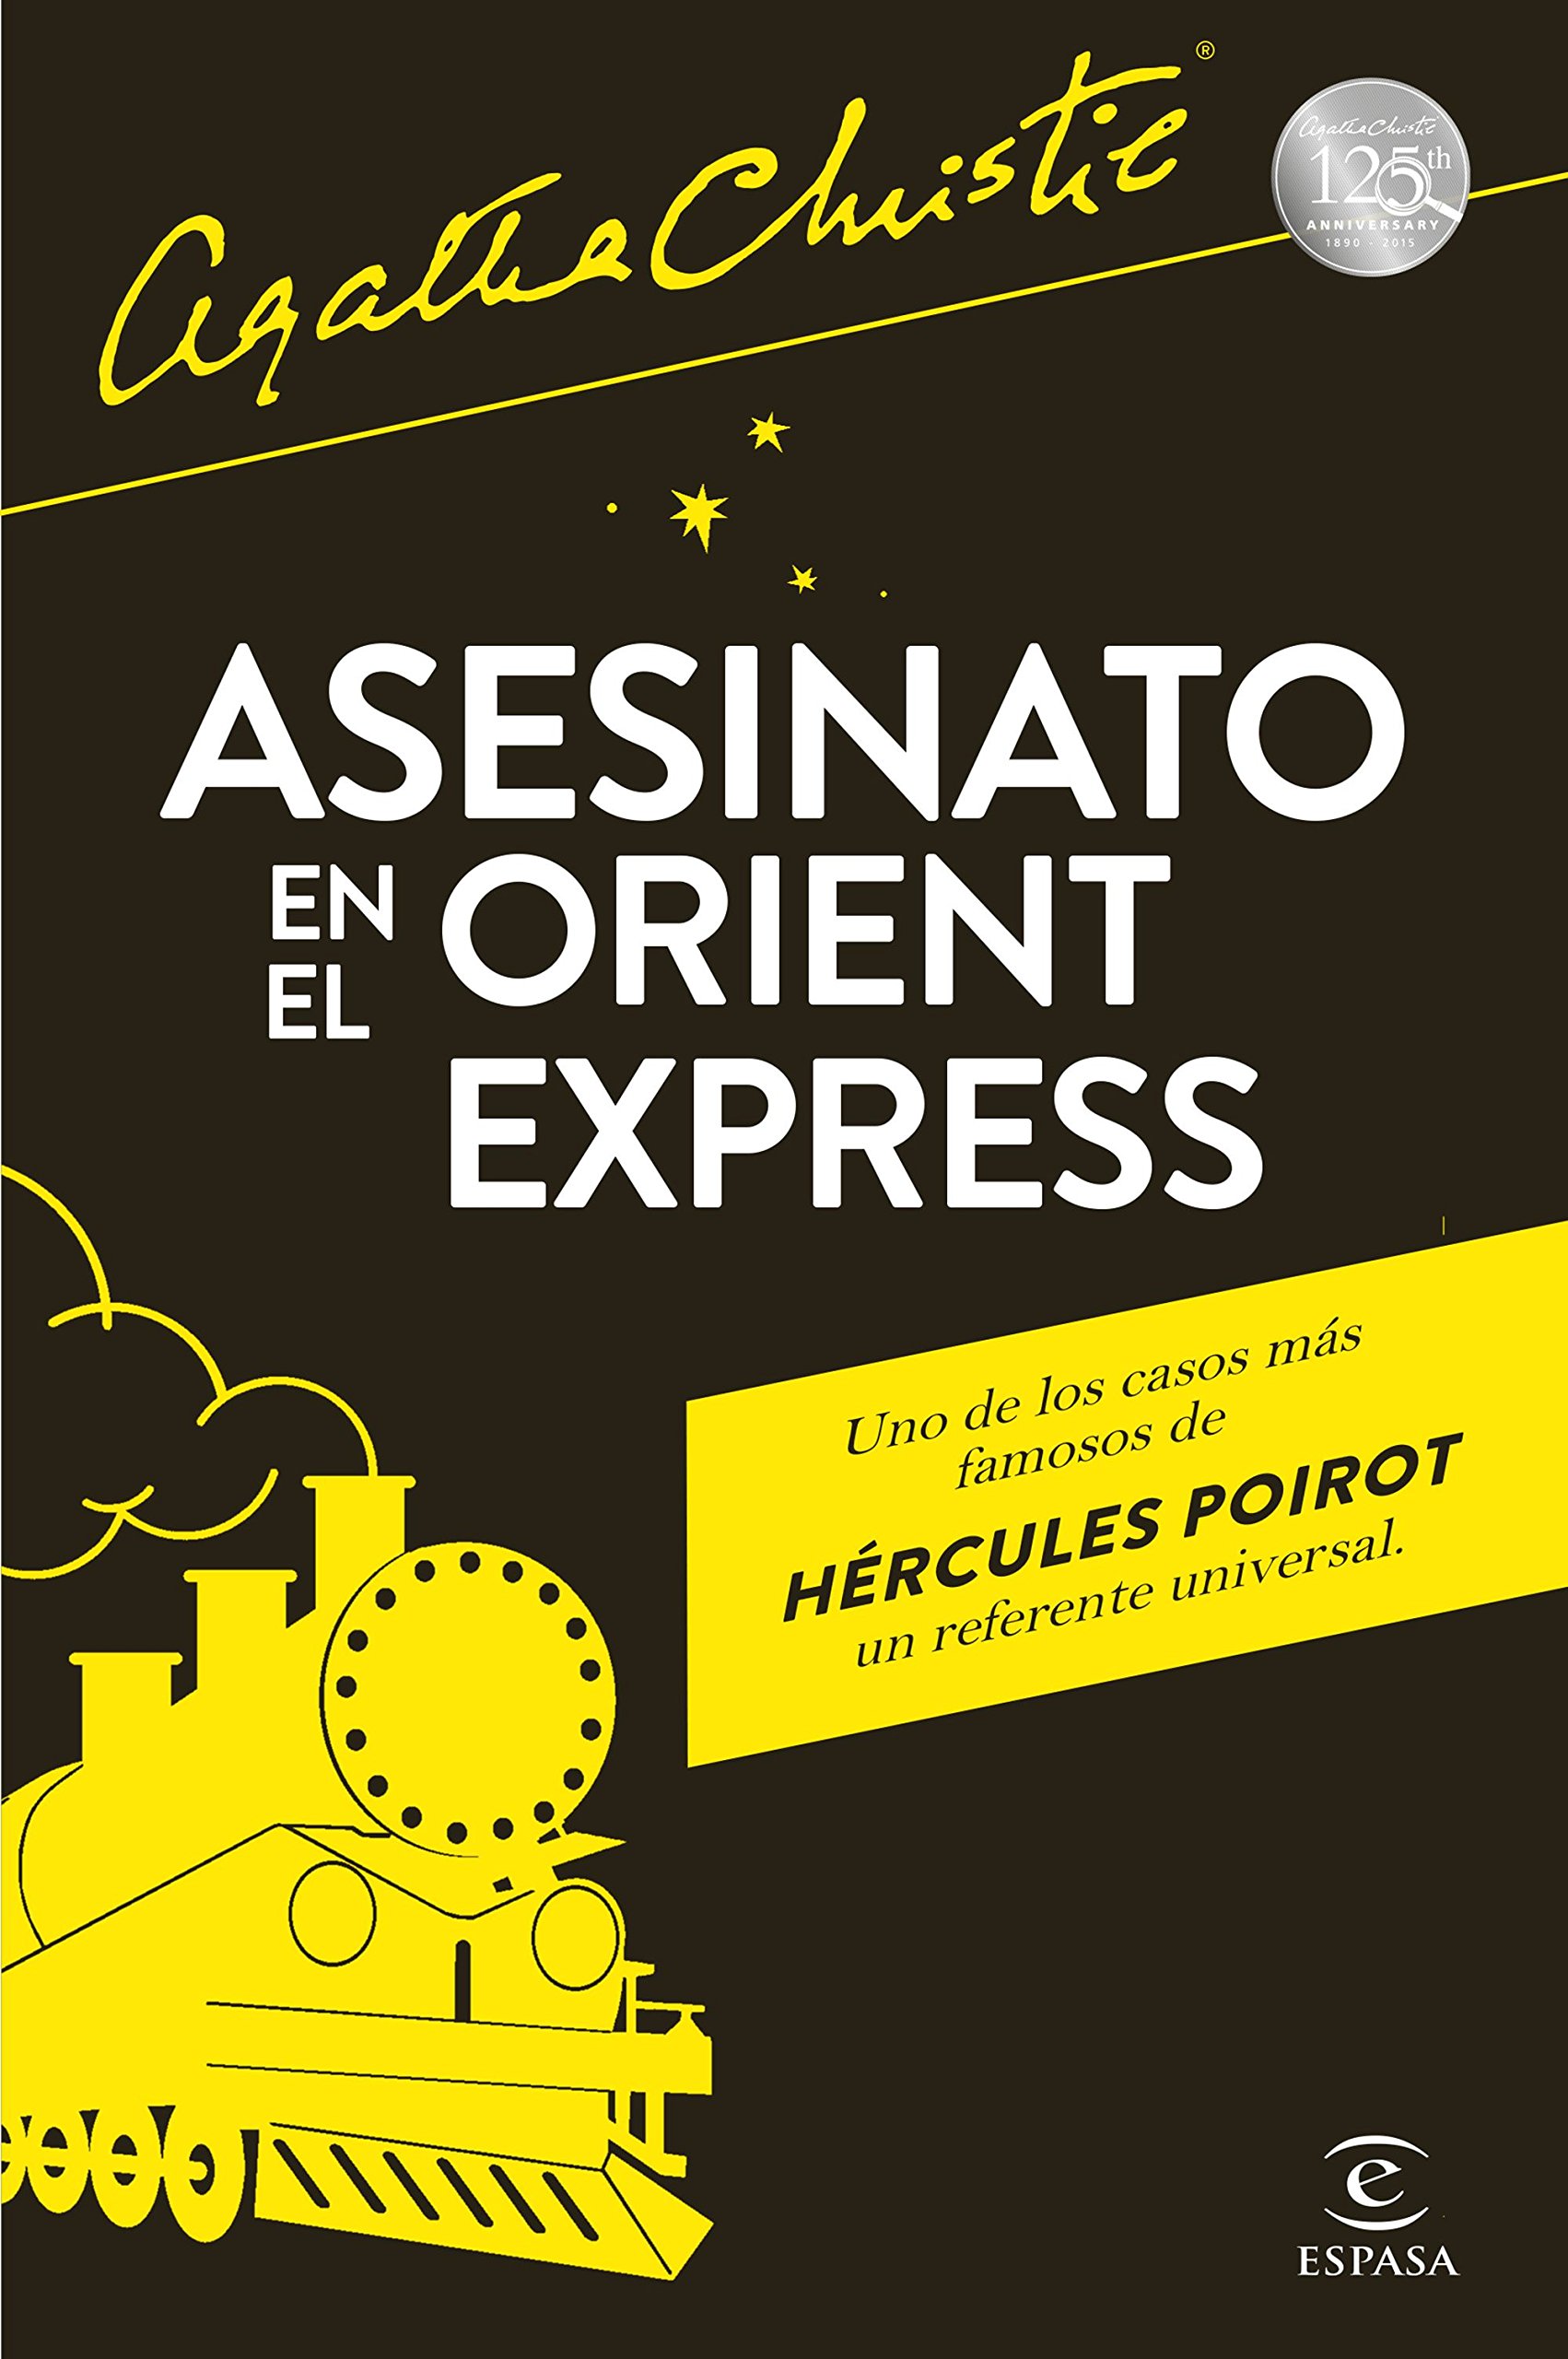 Agatha Christie ®
Agatha Christie
125th
ANNIVERSARY
1890 - 2015
ASESINATO
EN EL
ORIENT
EXPRESS
Uno de los casos más
famosos de
HÉRCULES POIROT
un referente universal.
e
ESPASA